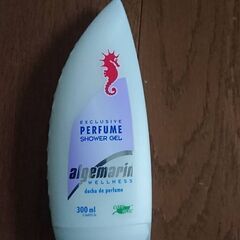 EXCLUSIVE
PERFUME
SHOWER GEL
algemarin
WELLNESS
ducha de perfume
300 ml